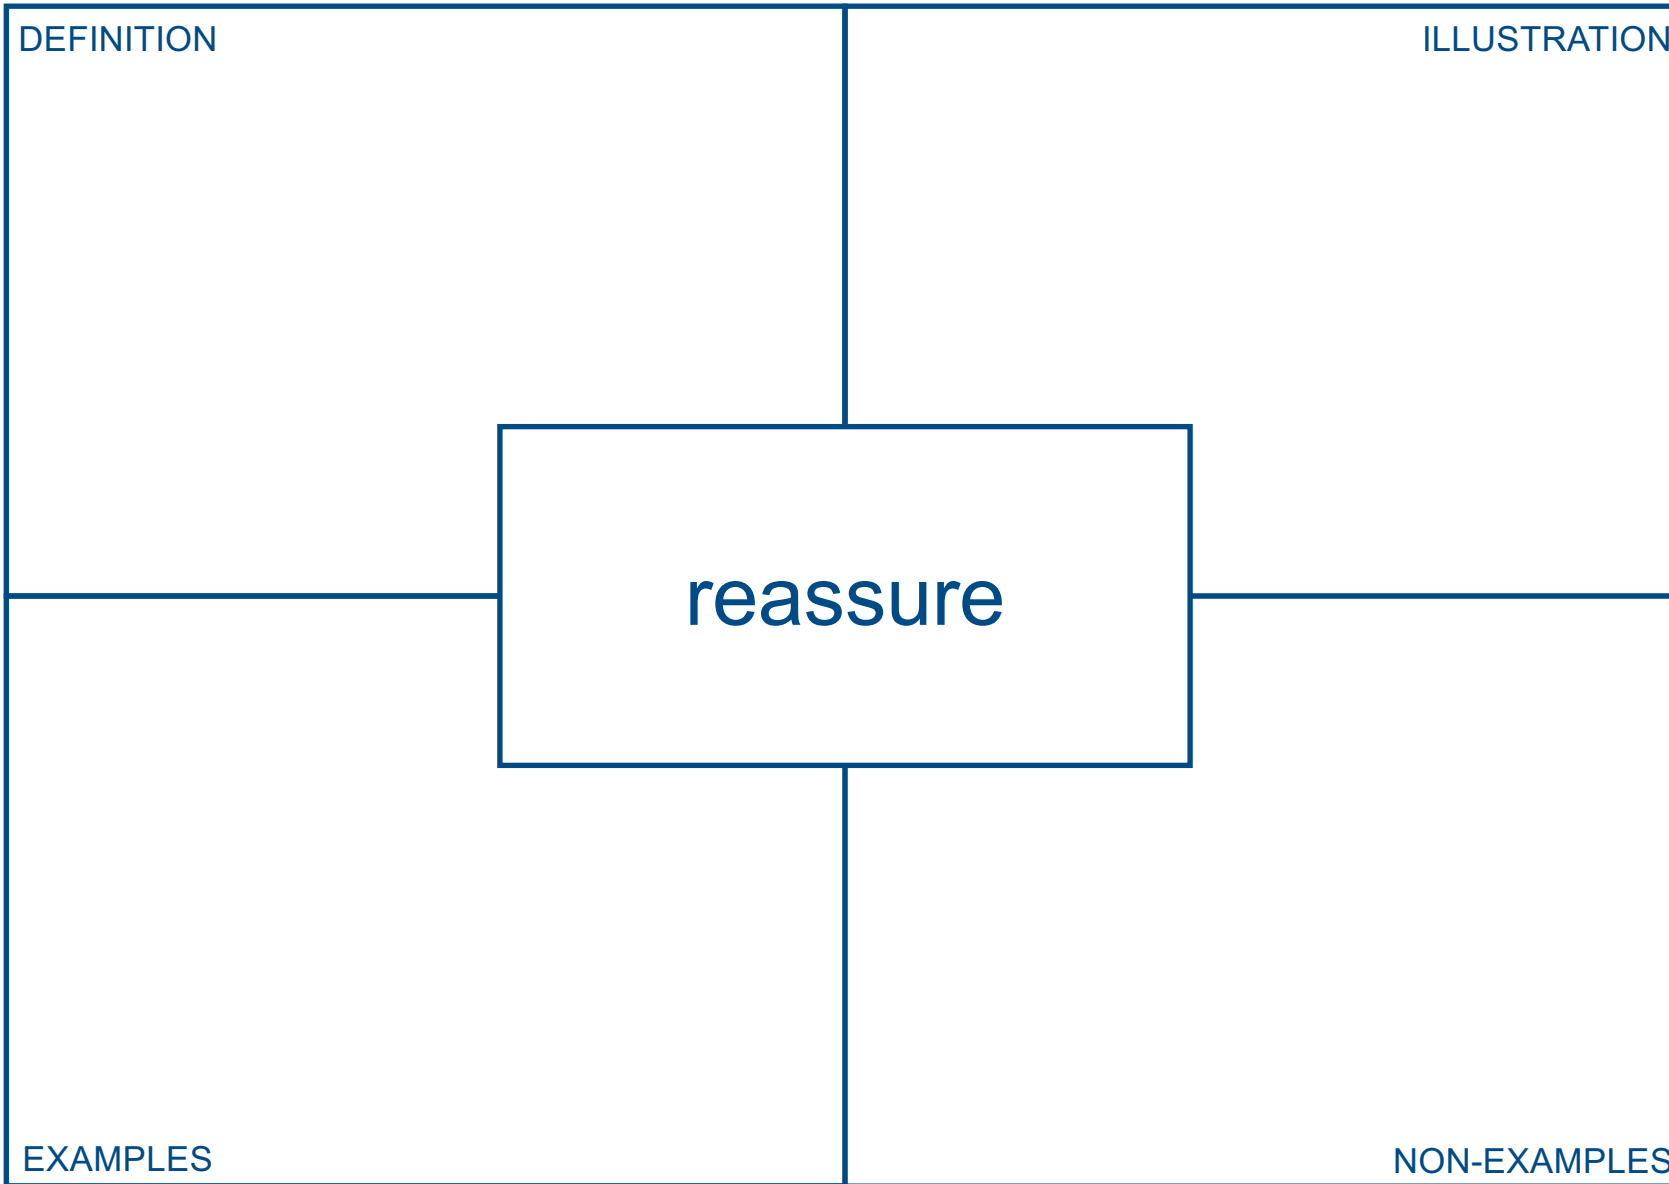 DEFINITION
ILLUSTRATION
reassure
EXAMPLES
NON-EXAMPLES